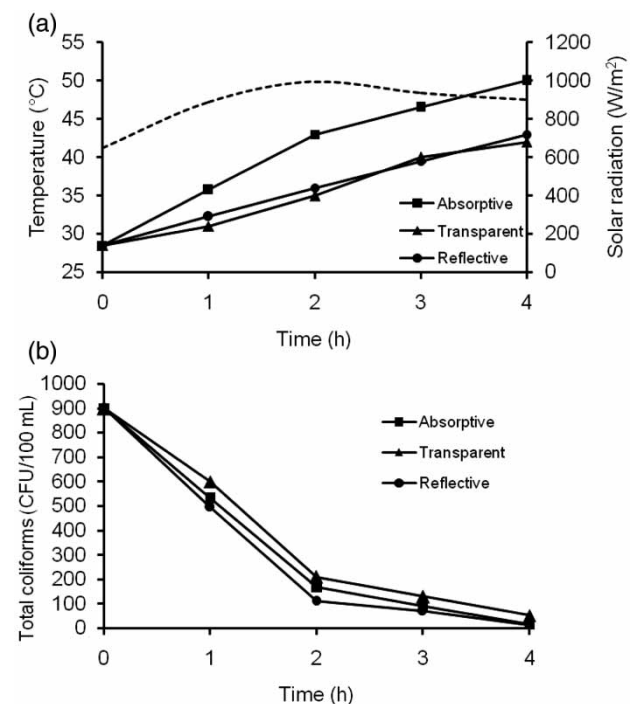 (a)
55
50
45
40
35
30
25
Temperature (°C)
1200
1000
800
600
400
200
0
Solar radiation (W/m²)
Absorptive
Transparent
Reflective
0 1 2 3 4
Time (h)
(b)
1000
900
800
700
600
500
400
300
200
100
0
Total coliforms (CFU/100 mL)
Absorptive
Transparent
Reflective
0 1 2 3 4
Time (h)